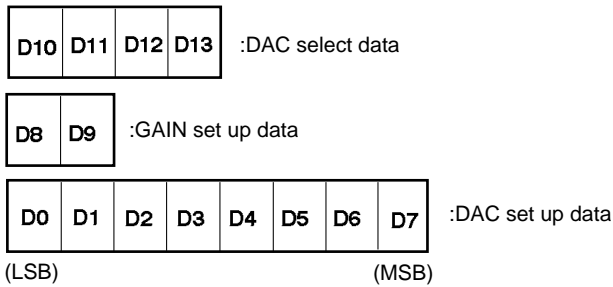 D10 D11 D12 D13 :DAC select data
D8 D9 :GAIN set up data
D0 D1 D2 D3 D4 D5 D6 D7 :DAC set up data
(LSB) (MSB)